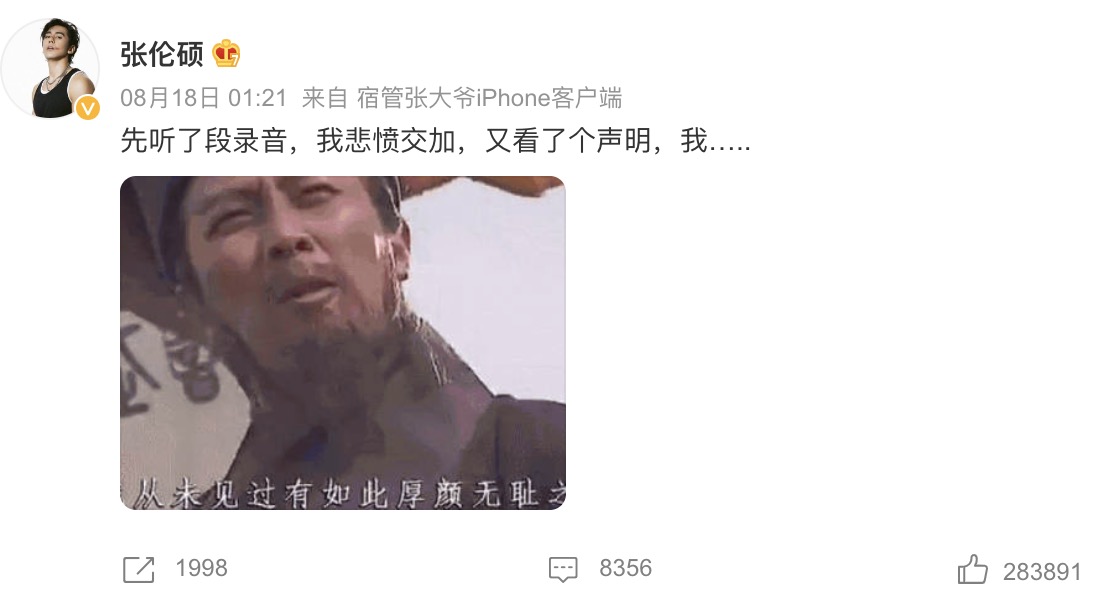 张伦硕
08月18日 01:21 来自 宿管张大爷iPhone客户端
先听了段录音，我悲愤交加，又看了个声明，我…..
从未见过有如此厚颜无耻之
1998
8356
283891